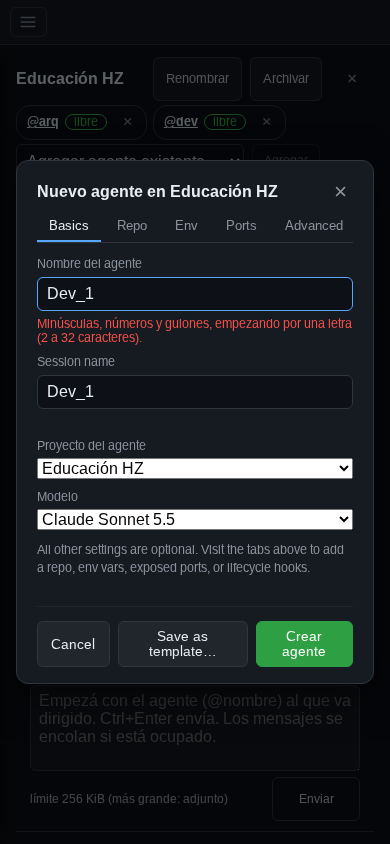 Educación HZ
Renombrar
Archivar
×
@arq libre ×
@dev libre ×
Agregar agente existente
Agregar
Nuevo agente en Educación HZ
×
Basics
Repo
Env
Ports
Advanced
Nombre del agente
Dev_1
Minúsculas, números y guiones, empezando por una letra
(2 a 32 caracteres).
Session name
Dev_1
Proyecto del agente
Educación HZ
Modelo
Claude Sonnet 5.5
All other settings are optional. Visit the tabs above to add
a repo, env vars, exposed ports, or lifecycle hooks.
Cancel
Save as
template…
Crear
agente
Empezá con el agente (@nombre) al que va
dirigido. Ctrl+Enter envía. Los mensajes se
encolan si está ocupado.
límite 256 KiB (más grande: adjunto)
Enviar